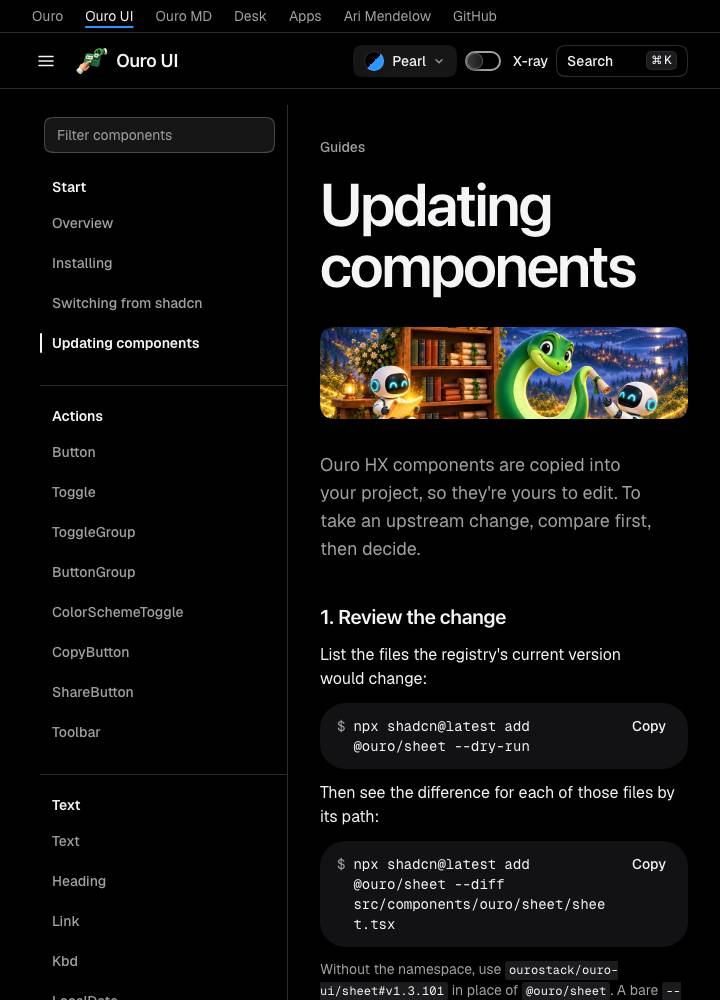 Ouro Ouro UI Ouro MD Desk Apps Ari Mendelow GitHub
Ouro UI Pearl X-ray Search ⌘ K
Filter components
Start
Overview
Installing
Switching from shadcn
Updating components
Actions
Button
Toggle
ToggleGroup
ButtonGroup
ColorSchemeToggle
CopyButton
ShareButton
Toolbar
Text
Text
Heading
Link
Kbd
LocalDate
Guides
Updating
components
Ouro HX components are copied into
your project, so they're yours to edit. To
take an upstream change, compare first,
then decide.
1. Review the change
List the files the registry's current version
would change:
$ npx shadcn@latest add Copy
@ouro/sheet --dry-run
Then see the difference for each of those files by
its path:
$ npx shadcn@latest add Copy
@ouro/sheet --diff
src/components/ouro/sheet/shee
t.tsx
Without the namespace, use ourostack/ouro-
ui/sheet#v1.3.101 in place of @ouro/sheet. A bare --